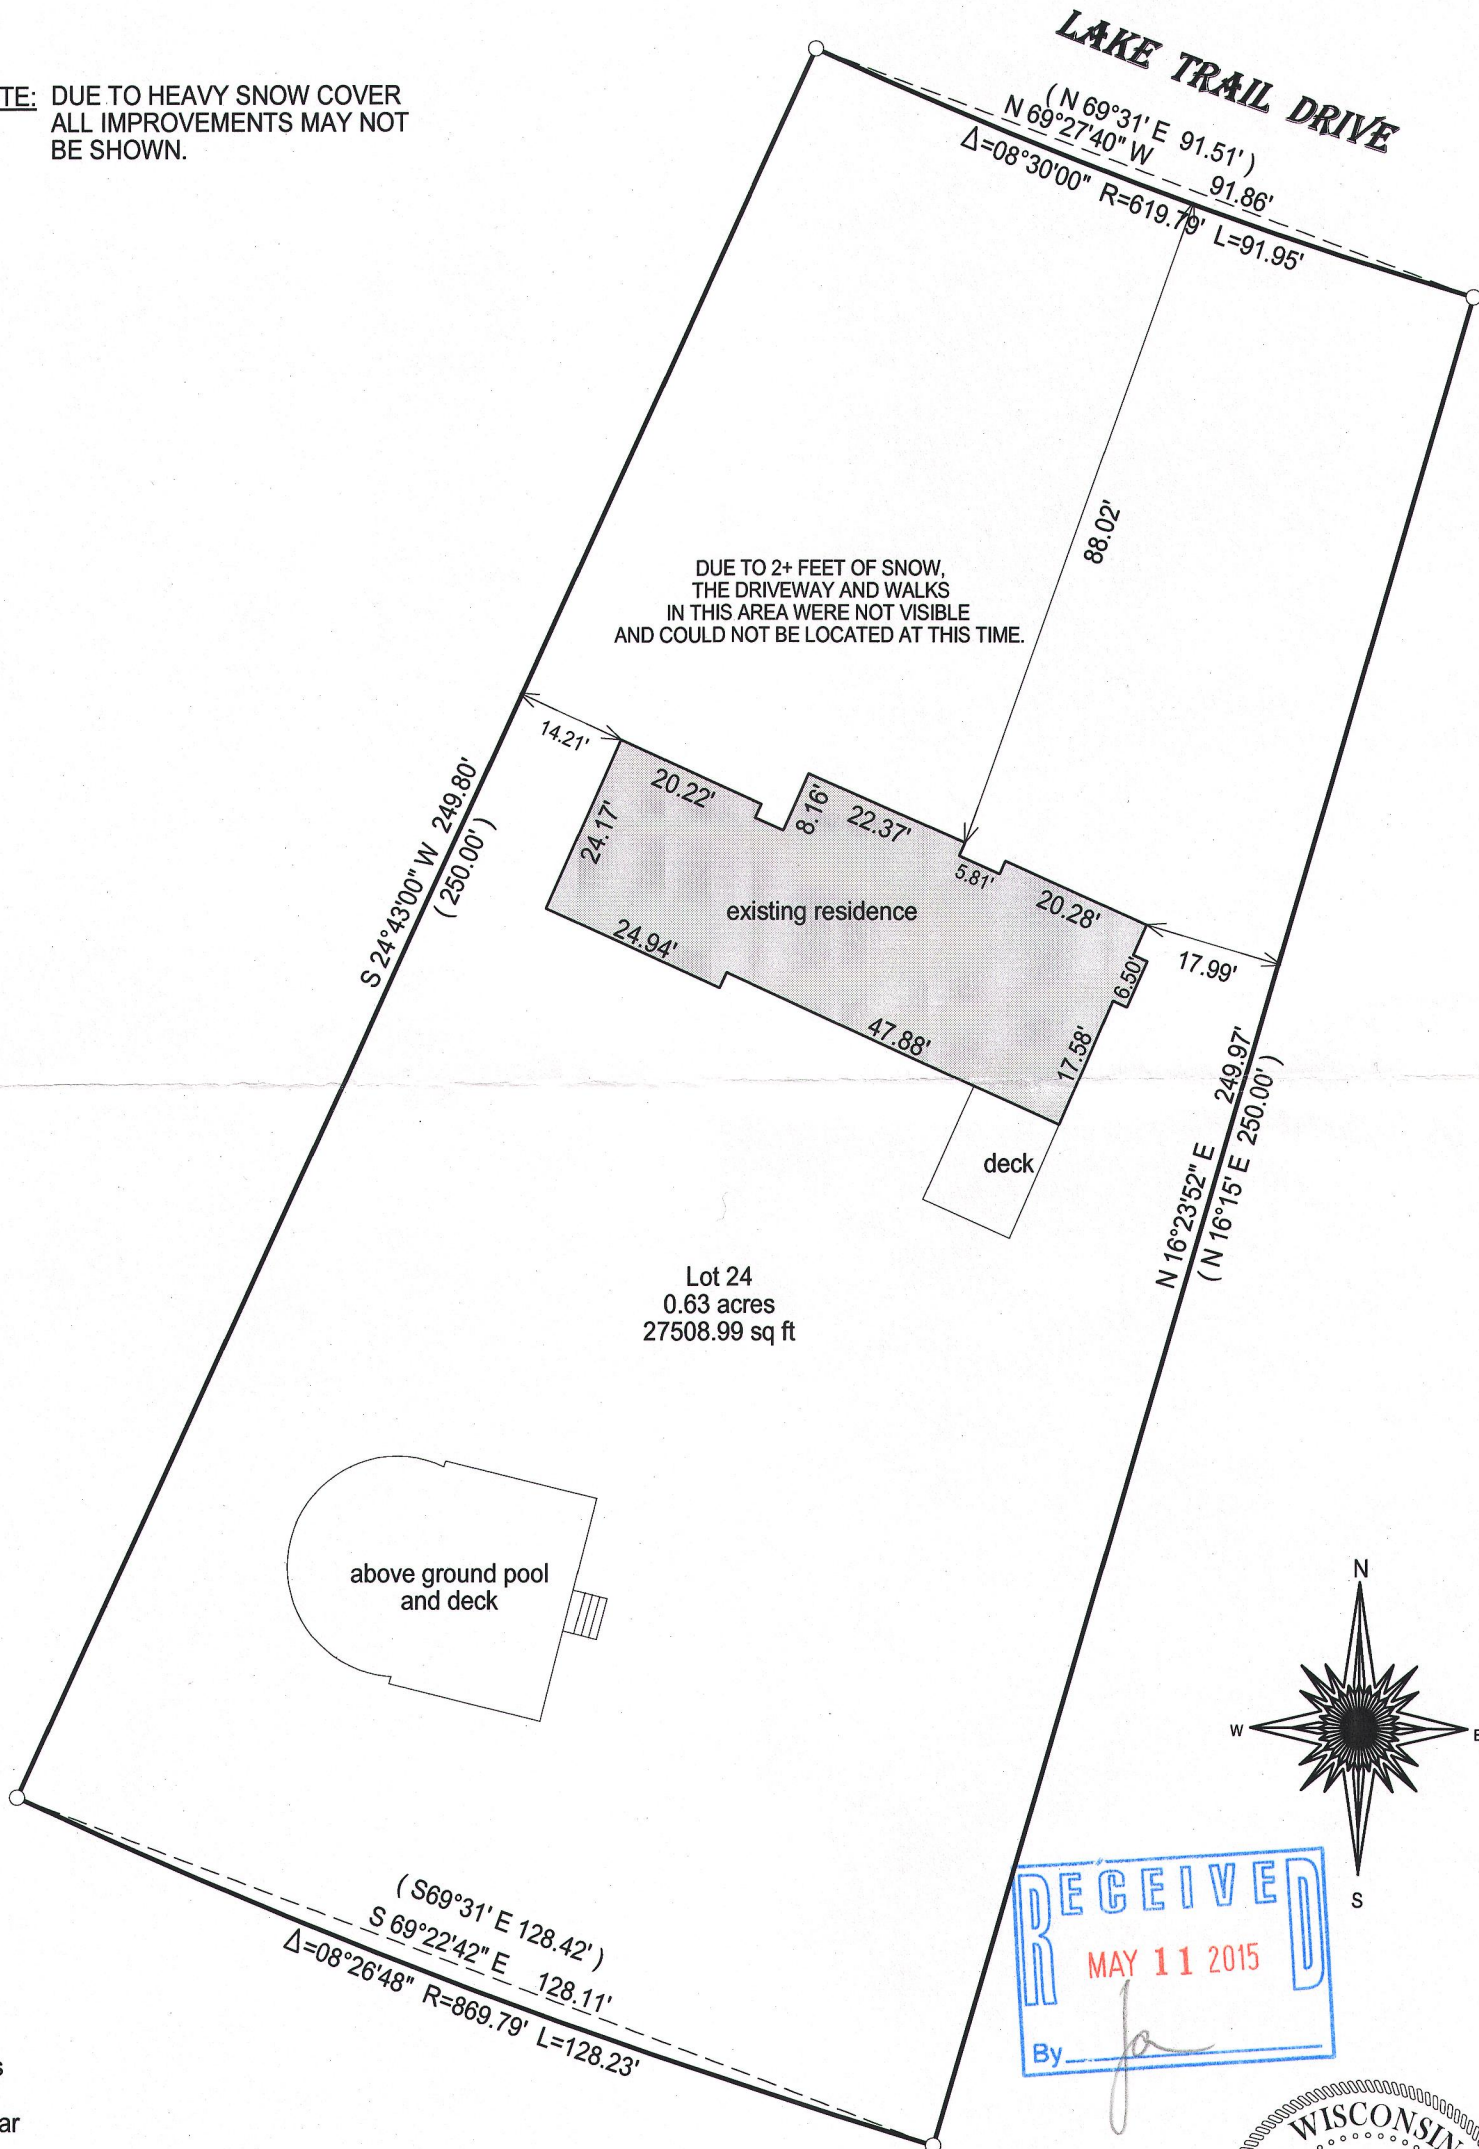 LAKE TRAIL DRIVE
TE: DUE TO HEAVY SNOW COVER
ALL IMPROVEMENTS MAY NOT
BE SHOWN.
( N 69°31' E 91.51' )
N 69°27'40" W 91.86'
Δ=08°30'00" R=619.79' L=91.95'
88.02'
DUE TO 2+ FEET OF SNOW,
THE DRIVEWAY AND WALKS
IN THIS AREA WERE NOT VISIBLE
AND COULD NOT BE LOCATED AT THIS TIME.
14.21'
20.22'
8.16'
22.37'
24.17'
5.81'
20.28'
existing residence
24.94'
17.99'
6.50'
47.88'
17.58'
S 24°43'00" W 249.80'
( 250.00' )
deck
N 16°23'52" E 249.97'
( N 16°15' E 250.00' )
Lot 24
0.63 acres
27508.99 sq ft
above ground pool
and deck
N
W
E
S
( S69°31' E 128.42' )
S 69°22'42" E 128.11'
Δ=08°26'48" R=869.79' L=128.23'
RECEIVED
MAY 11 2015
By
s
ar
WISCONSIN